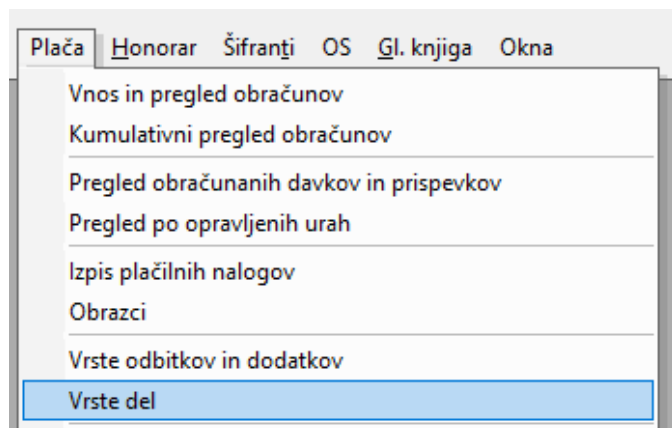 Plača Honorar Šifranti OS Gl. knjiga Okna
Vnos in pregled obračunov
Kumulativni pregled obračunov
Pregled obračunanih davkov in prispevkov
Pregled po opravljenih urah
Izpis plačilnih nalogov
Obrazci
Vrste odbitkov in dodatkov
Vrste del